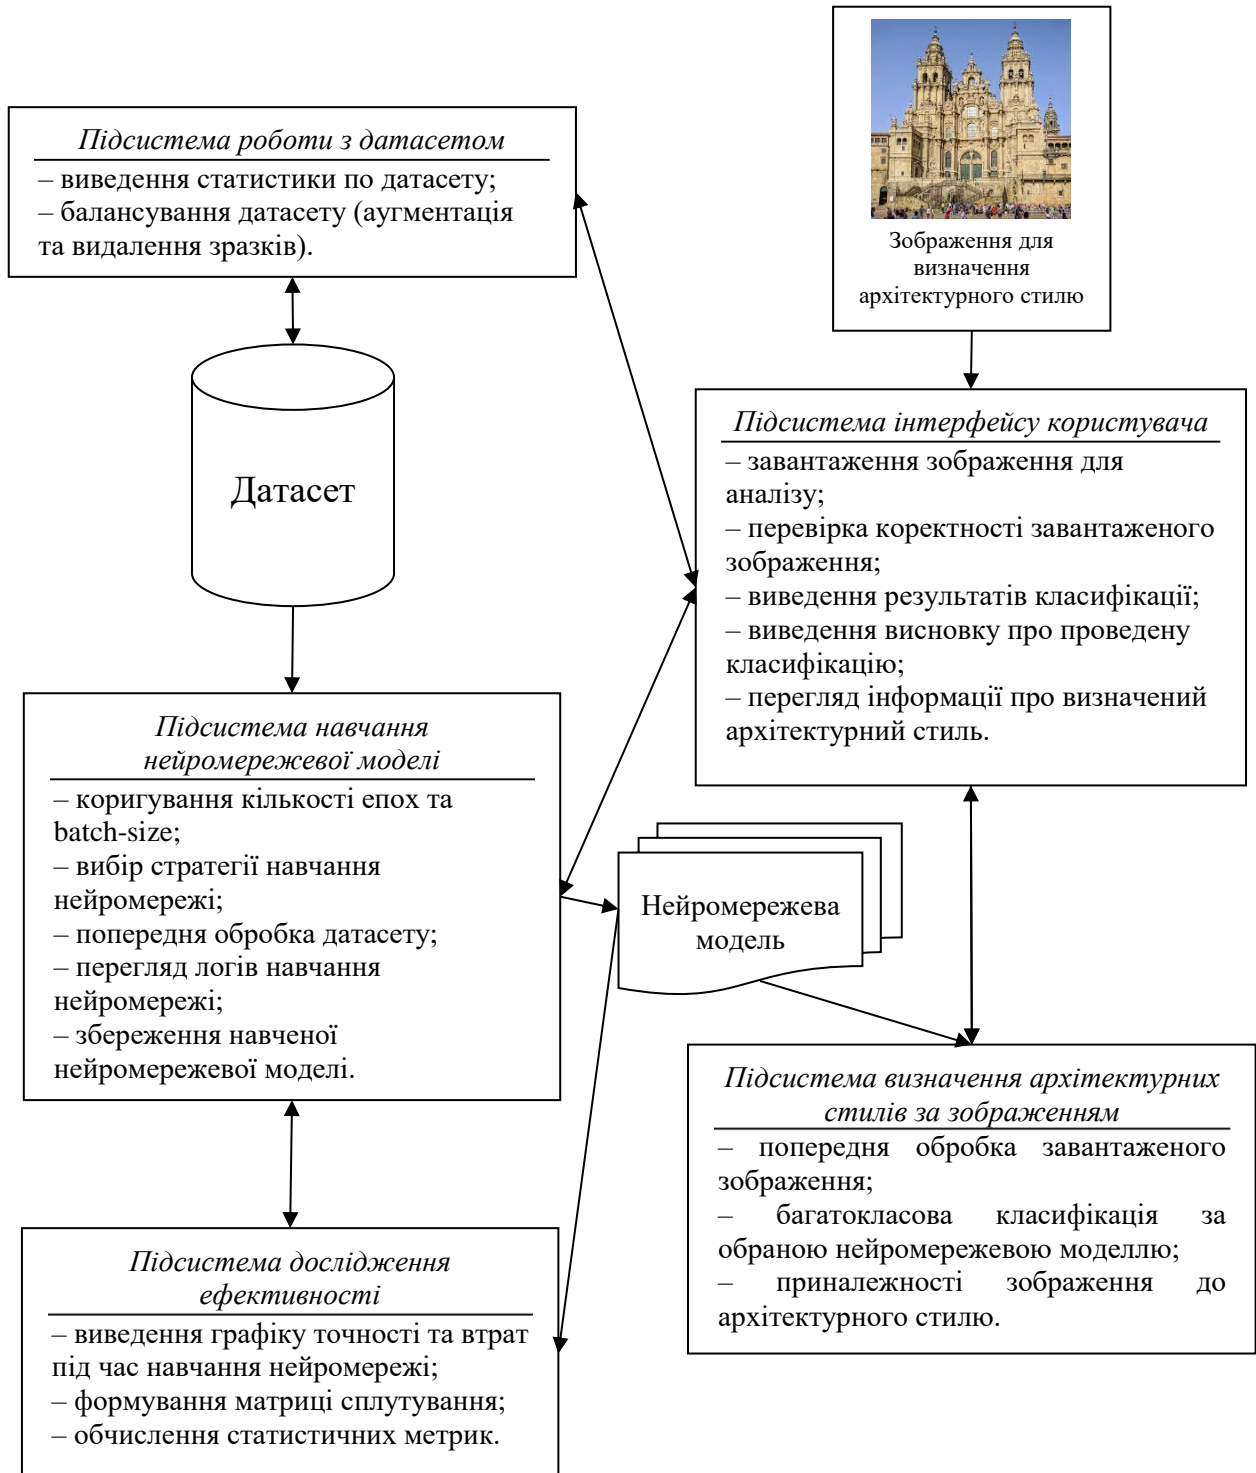 Підсистема роботи з датасетом
– виведення статистики по датасету;
– балансування датасету (аугментація
та видалення зразків).
Зображення для
визначення
архітектурного стилю
Датасет
Підсистема інтерфейсу користувача
– завантаження зображення для
аналізу;
– перевірка коректності завантаженого
зображення;
– виведення результатів класифікації;
– виведення висновку про проведену
класифікацію;
– перегляд інформації про визначений
архітектурний стиль.
Підсистема навчання
нейромережевої моделі
– коригування кількості епох та
batch-size;
– вибір стратегії навчання
нейромережі;
– попередня обробка датасету;
– перегляд логів навчання
нейромережі;
– збереження навченої
нейромережевої моделі.
Нейромережева
модель
Підсистема визначення архітектурних
стилів за зображенням
– попередня обробка завантаженого
зображення;
– багатокласова класифікація за
обраною нейромережевою моделлю;
– приналежності зображення до
архітектурного стилю.
Підсистема дослідження
ефективності
– виведення графіку точності та втрат
під час навчання нейромережі;
– формування матриці сплутування;
– обчислення статистичних метрик.